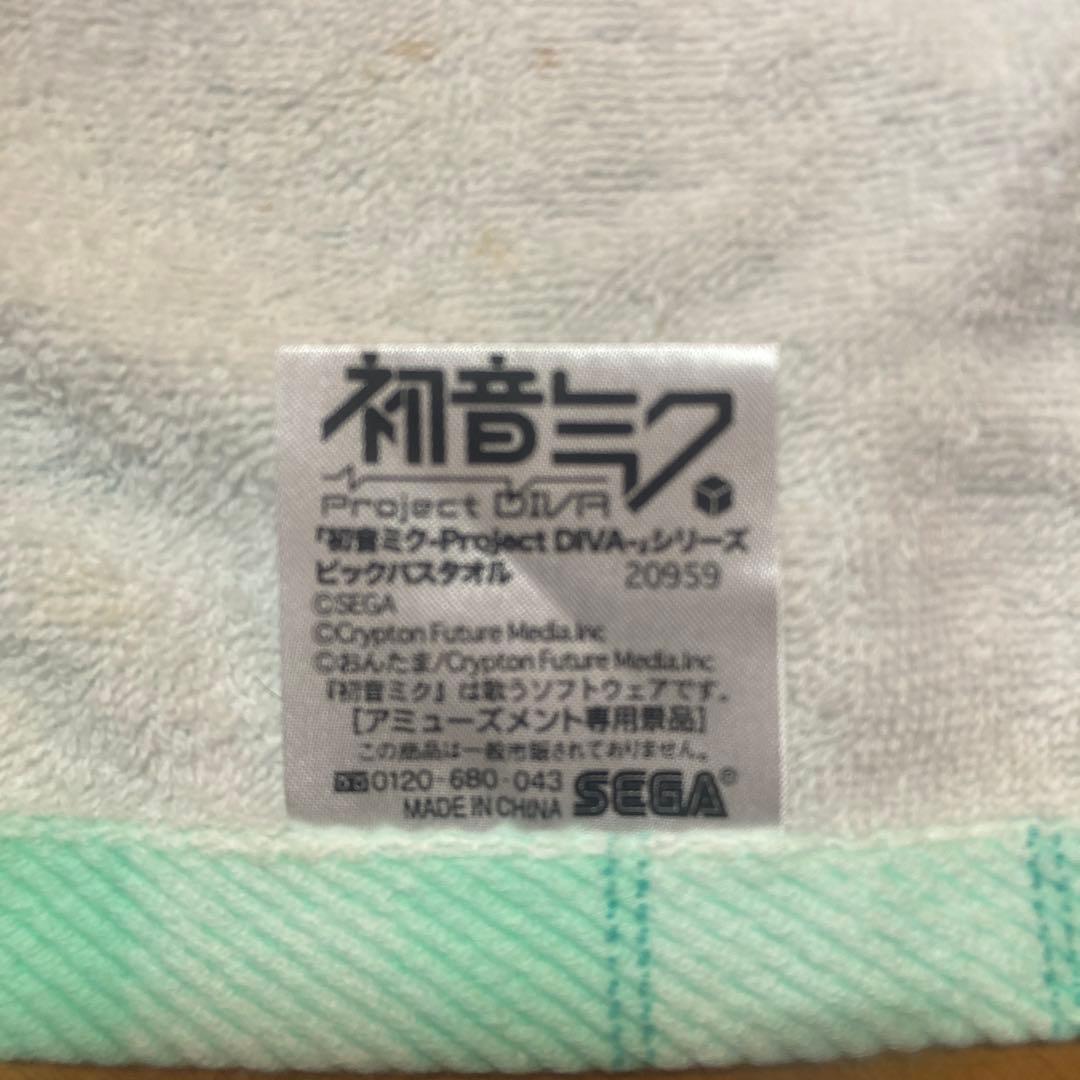 初音ミク
Project DIVA
『初音ミク-Project DIVA-』シリーズ
ビックバスタオル 20959
©SEGA
©Crypton Future Media.inc
©おんたま/Crypton Future Media.inc
『初音ミク』は歌うソフトウェアです。
[アミューズメント専用景品]
この商品は一般市販されておりません。
0120-680-043 SEGA®
MADE IN CHINA